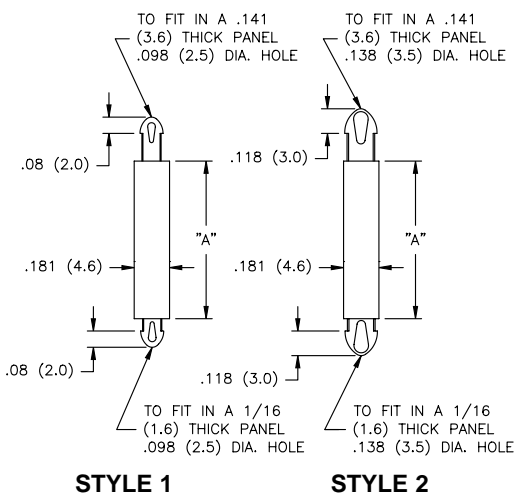 TO FIT IN A .141
(3.6) THICK PANEL
.098 (2.5) DIA. HOLE
.08 (2.0)
"A"
.181 (4.6)
.08 (2.0)
TO FIT IN A 1/16
(1.6) THICK PANEL
.098 (2.5) DIA. HOLE
STYLE 1
TO FIT IN A .141
(3.6) THICK PANEL
.138 (3.5) DIA. HOLE
.118 (3.0)
"A"
.181 (4.6)
.118 (3.0)
TO FIT IN A 1/16
(1.6) THICK PANEL
.138 (3.5) DIA. HOLE
STYLE 2